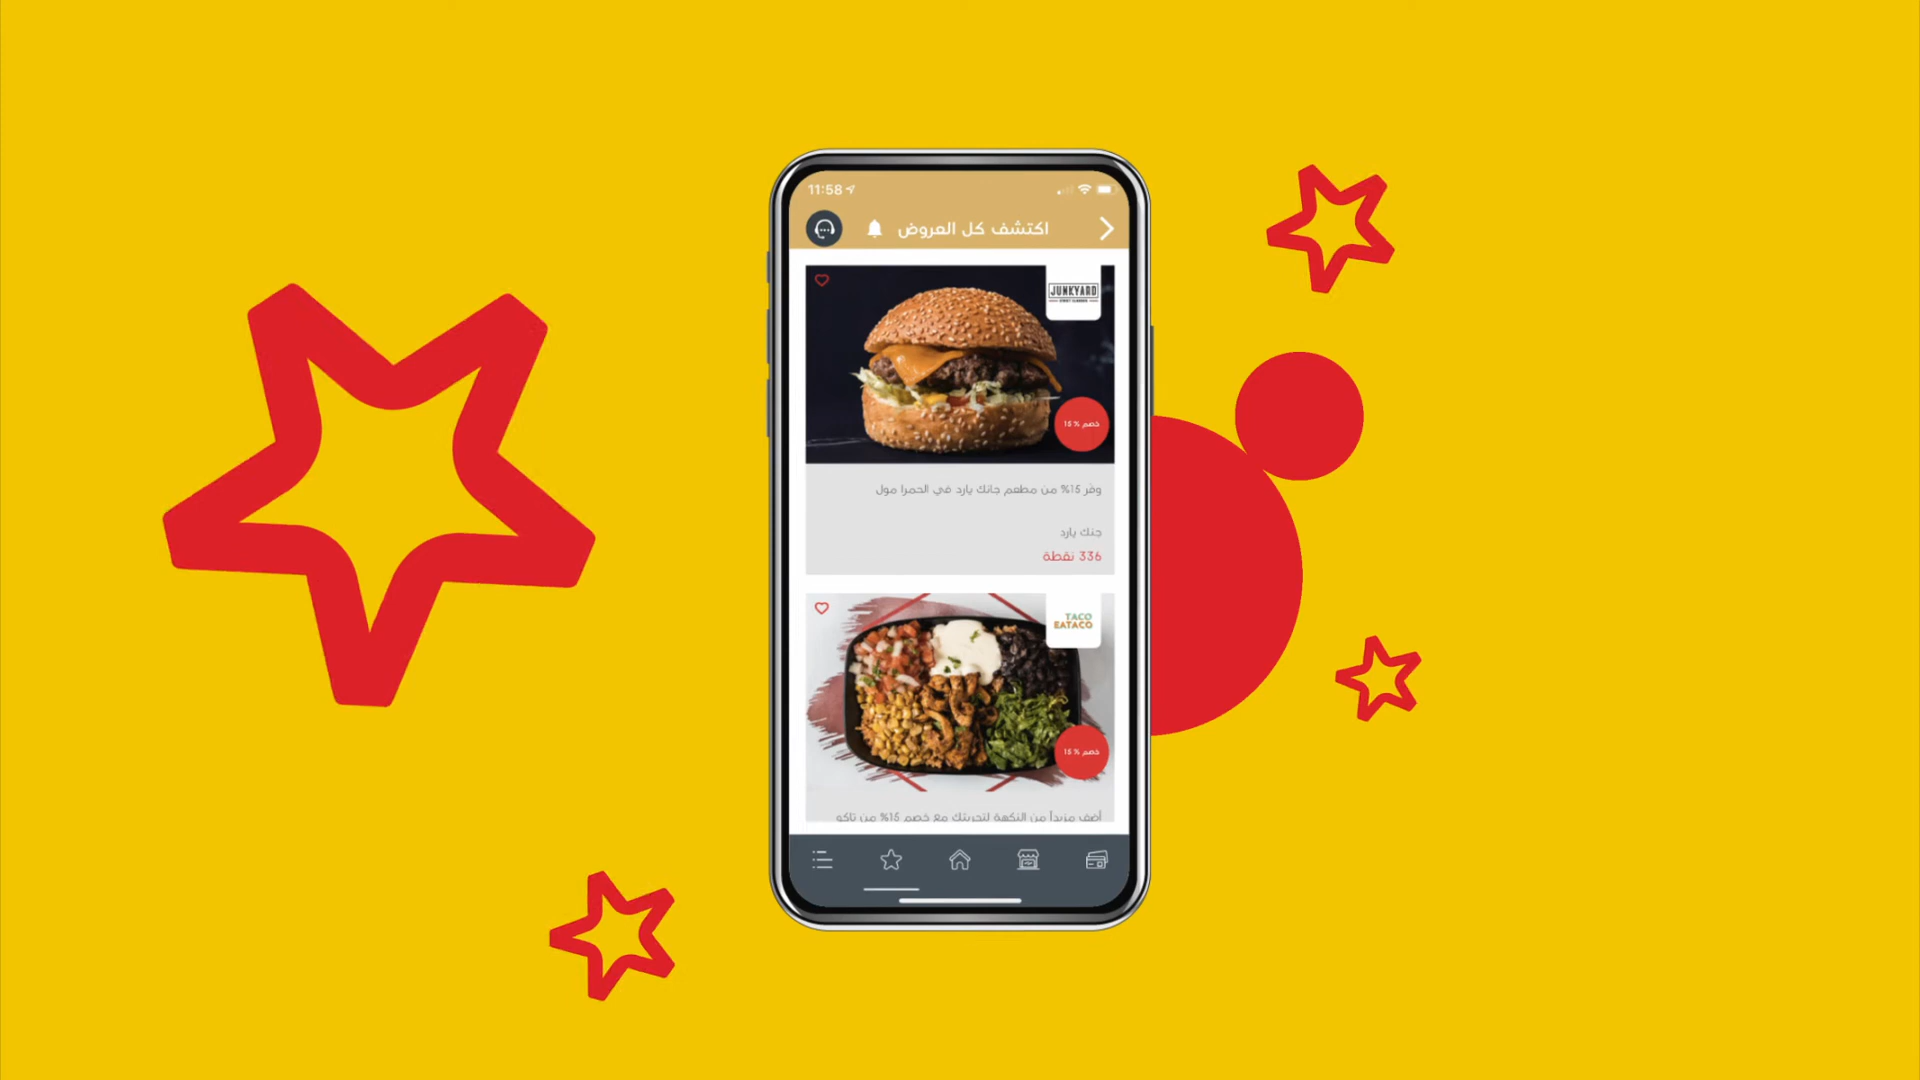 11:58
اكتشف كل العروض
JUNKYARD
خصم % 15
وفّر 15% من مطعم جانك يارد في الحمرا مول
جنك يارد
336 نقطة
TACO
EATACO
خصم % 15
أضف مزيداً من النكهة لتجربتك مع خصم 15% من تاكو